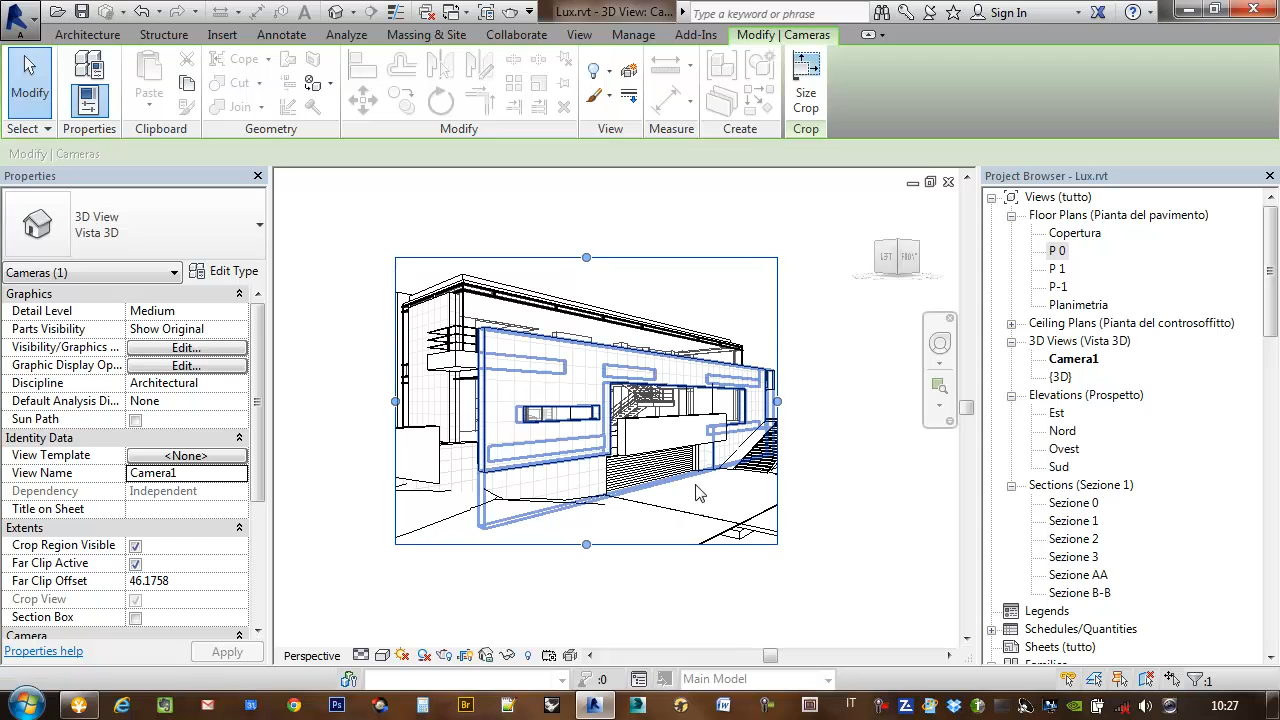 Lux.rvt - 3D View: Ca...
Type a keyword or phrase
Sign In
Architecture
Structure
Insert
Annotate
Analyze
Massing & Site
Collaborate
View
Manage
Add-Ins
Modify | Cameras
Modify
Paste
Cope
Cut
Join
Size
Crop
Select
Properties
Clipboard
Geometry
Modify
View
Measure
Create
Crop
Modify | Cameras
Properties
3D View
Vista 3D
Cameras (1)
Edit Type
Graphics
Detail Level Medium
Parts Visibility Show Original
Visibility/Graphics ... Edit...
Graphic Display Op... Edit...
Discipline Architectural
Default Analysis Di... None
Sun Path
Identity Data
View Template <None>
View Name Camera1
Dependency Independent
Title on Sheet
Extents
Crop Region Visible
Far Clip Active
Far Clip Offset 46.1758
Crop View
Section Box
Camera
Properties help
Apply
LEFT FRONT
Perspective
Project Browser - Lux.rvt
Views (tutto)
Floor Plans (Pianta del pavimento)
Copertura
P 0
P 1
P-1
Planimetria
Ceiling Plans (Pianta del controsoffitto)
3D Views (Vista 3D)
Camera1
{3D}
Elevations (Prospetto)
Est
Nord
Ovest
Sud
Sections (Sezione 1)
Sezione 0
Sezione 1
Sezione 2
Sezione 3
Sezione AA
Sezione B-B
Legends
Schedules/Quantities
Sheets (tutto)
:0
Main Model
:1
IT
10:27